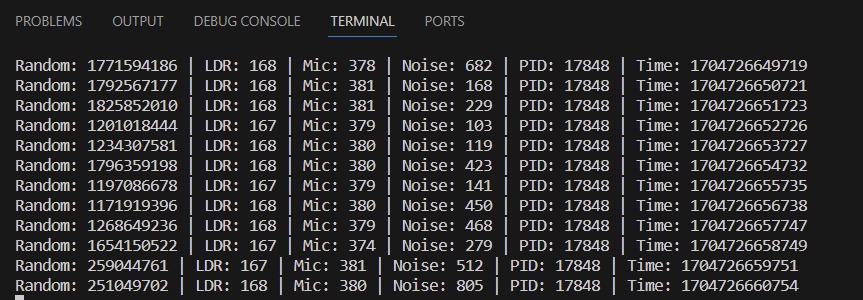 PROBLEMS OUTPUT DEBUG CONSOLE TERMINAL PORTS
Random: 1771594186 | LDR: 168 | Mic: 378 | Noise: 682 | PID: 17848 | Time: 1704726649719
Random: 1792567177 | LDR: 168 | Mic: 381 | Noise: 168 | PID: 17848 | Time: 1704726650721
Random: 1825852010 | LDR: 168 | Mic: 381 | Noise: 229 | PID: 17848 | Time: 1704726651723
Random: 1201018444 | LDR: 167 | Mic: 379 | Noise: 103 | PID: 17848 | Time: 1704726652726
Random: 1234307581 | LDR: 168 | Mic: 380 | Noise: 119 | PID: 17848 | Time: 1704726653727
Random: 1796359198 | LDR: 168 | Mic: 380 | Noise: 423 | PID: 17848 | Time: 1704726654732
Random: 1197086678 | LDR: 167 | Mic: 379 | Noise: 141 | PID: 17848 | Time: 1704726655735
Random: 1171919396 | LDR: 168 | Mic: 380 | Noise: 450 | PID: 17848 | Time: 1704726656738
Random: 1268649236 | LDR: 168 | Mic: 379 | Noise: 468 | PID: 17848 | Time: 1704726657747
Random: 1654150522 | LDR: 167 | Mic: 374 | Noise: 279 | PID: 17848 | Time: 1704726658749
Random: 259044761 | LDR: 167 | Mic: 381 | Noise: 512 | PID: 17848 | Time: 1704726659751
Random: 251049702 | LDR: 168 | Mic: 380 | Noise: 805 | PID: 17848 | Time: 1704726660754